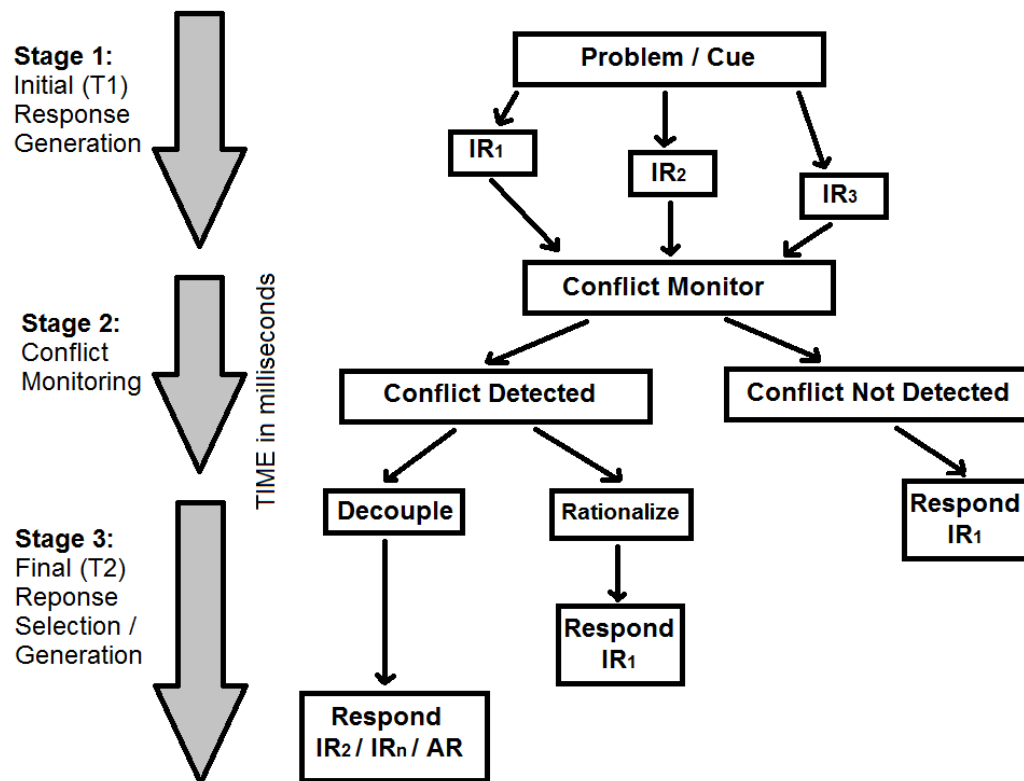 Stage 1:
Initial (T1)
Response
Generation
Problem / Cue
IR1
IR2
IR3
Stage 2:
Conflict
Monitoring
TIME in milliseconds
Conflict Monitor
Conflict Detected
Conflict Not Detected
Stage 3:
Final (T2)
Reponse
Selection /
Generation
Decouple
Rationalize
Respond
IR1
Respond
IR1
Respond
IR2 / IRn / AR